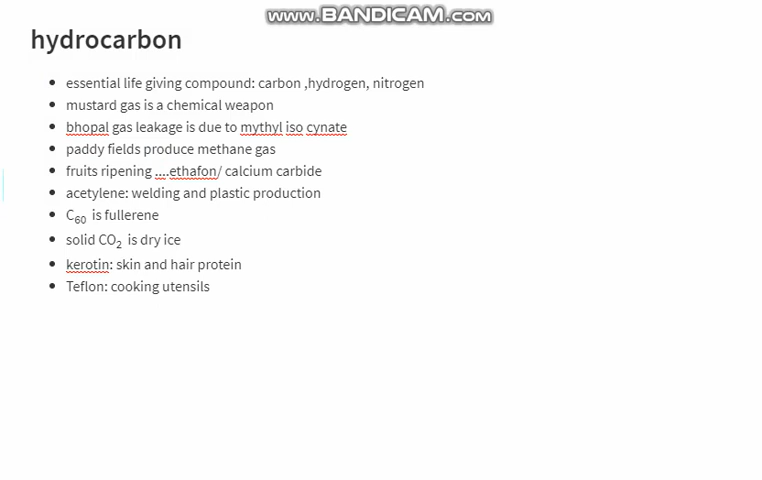 www.BANDICAM.com
hydrocarbon
• essential life giving compound: carbon ,hydrogen, nitrogen
• mustard gas is a chemical weapon
• bhopal gas leakage is due to mythyl iso cynate
• paddy fields produce methane gas
• fruits ripening ....ethafon/ calcium carbide
• acetylene: welding and plastic production
• C₆₀ is fullerene
• solid CO₂ is dry ice
• kerotin: skin and hair protein
• Teflon: cooking utensils